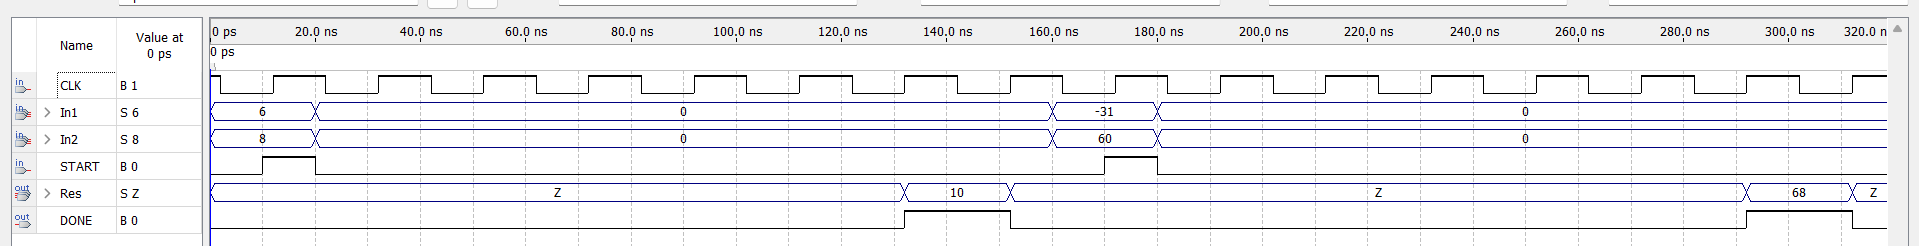 0 ps 20.0 ns 40.0 ns 60.0 ns 80.0 ns 100.0 ns 120.0 ns 140.0 ns 160.0 ns 180.0 ns 200.0 ns 220.0 ns 240.0 ns 260.0 ns 280.0 ns 300.0 ns 320.0 n
Name Value at
0 ps
0 ps
in CLK B 1
in > In1 S 6 6 0 -31 0
in > In2 S 8 8 0 60 0
in START B 0
out > Res S Z Z 10 Z 68 Z
out DONE B 0